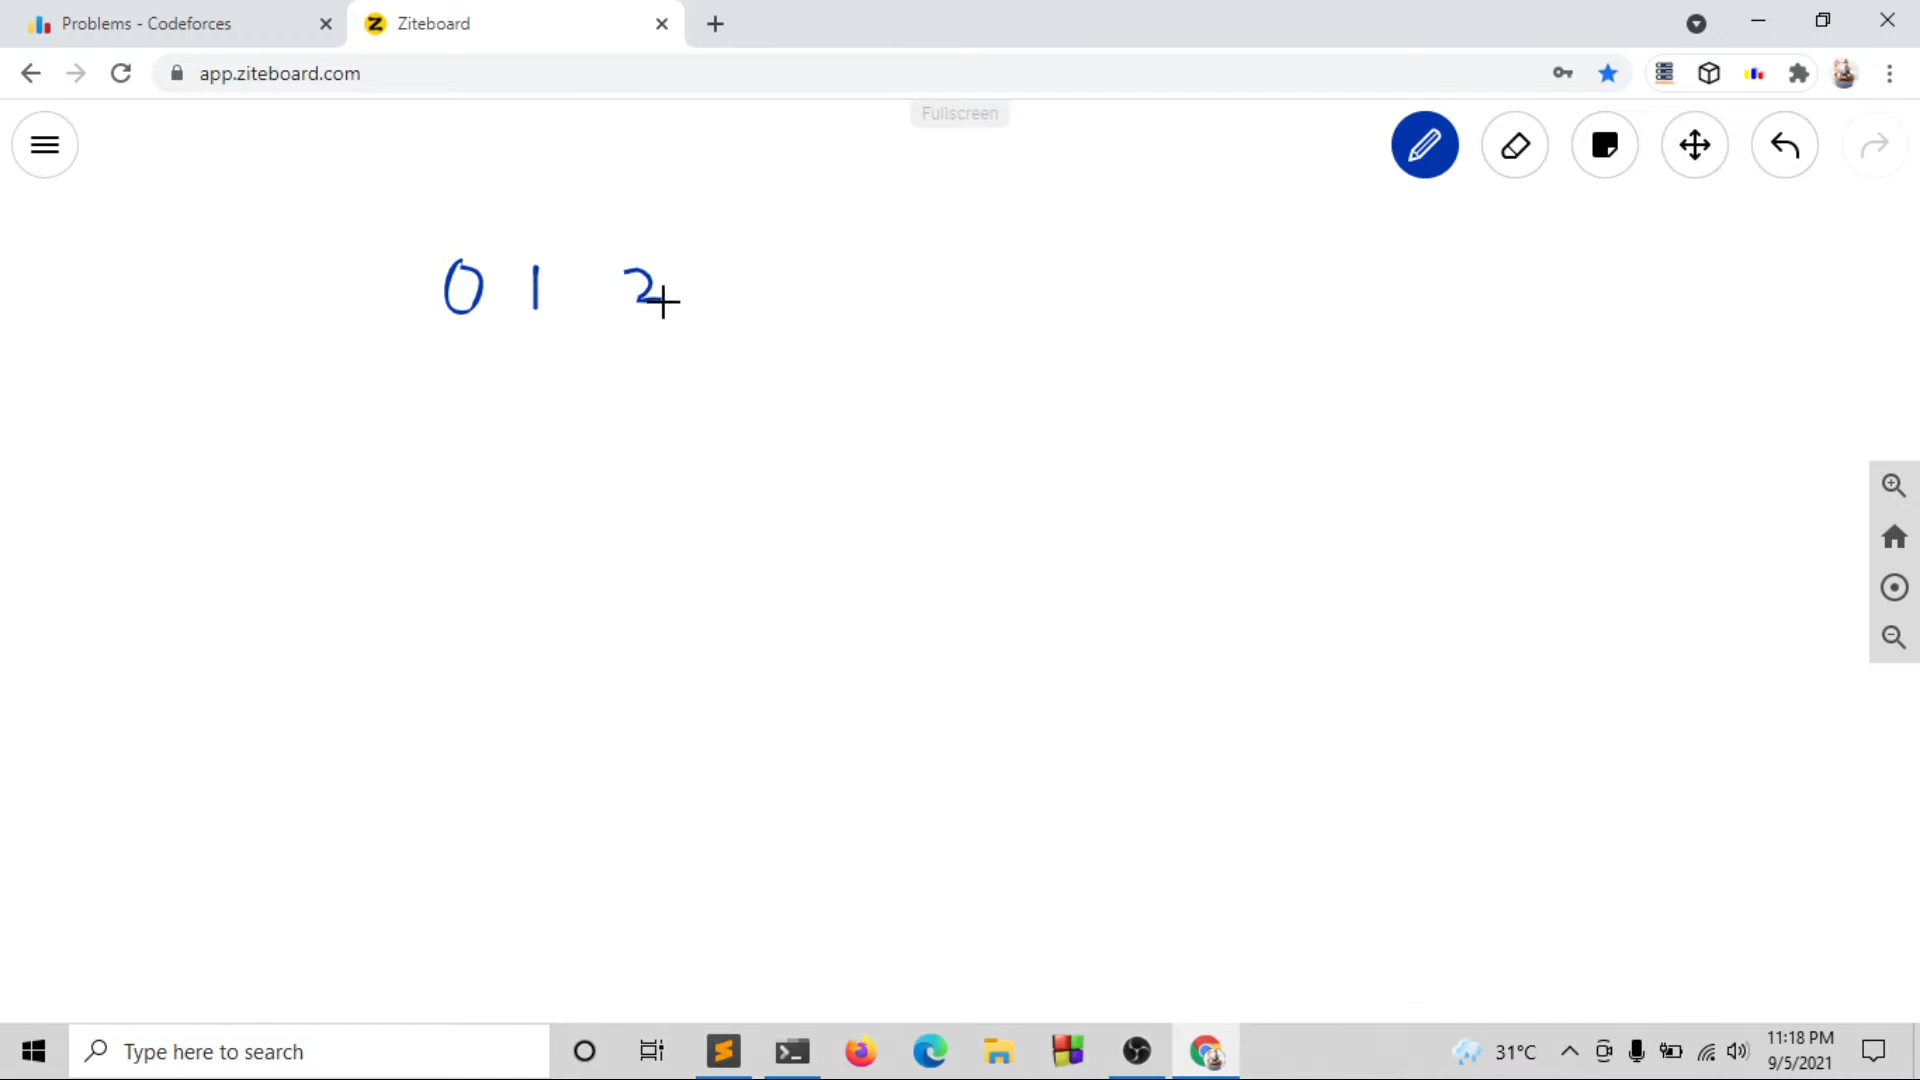 Problems - Codeforces
Ziteboard
app.ziteboard.com
Fullscreen
0 1 2
Type here to search
31°C
11:18 PM
9/5/2021